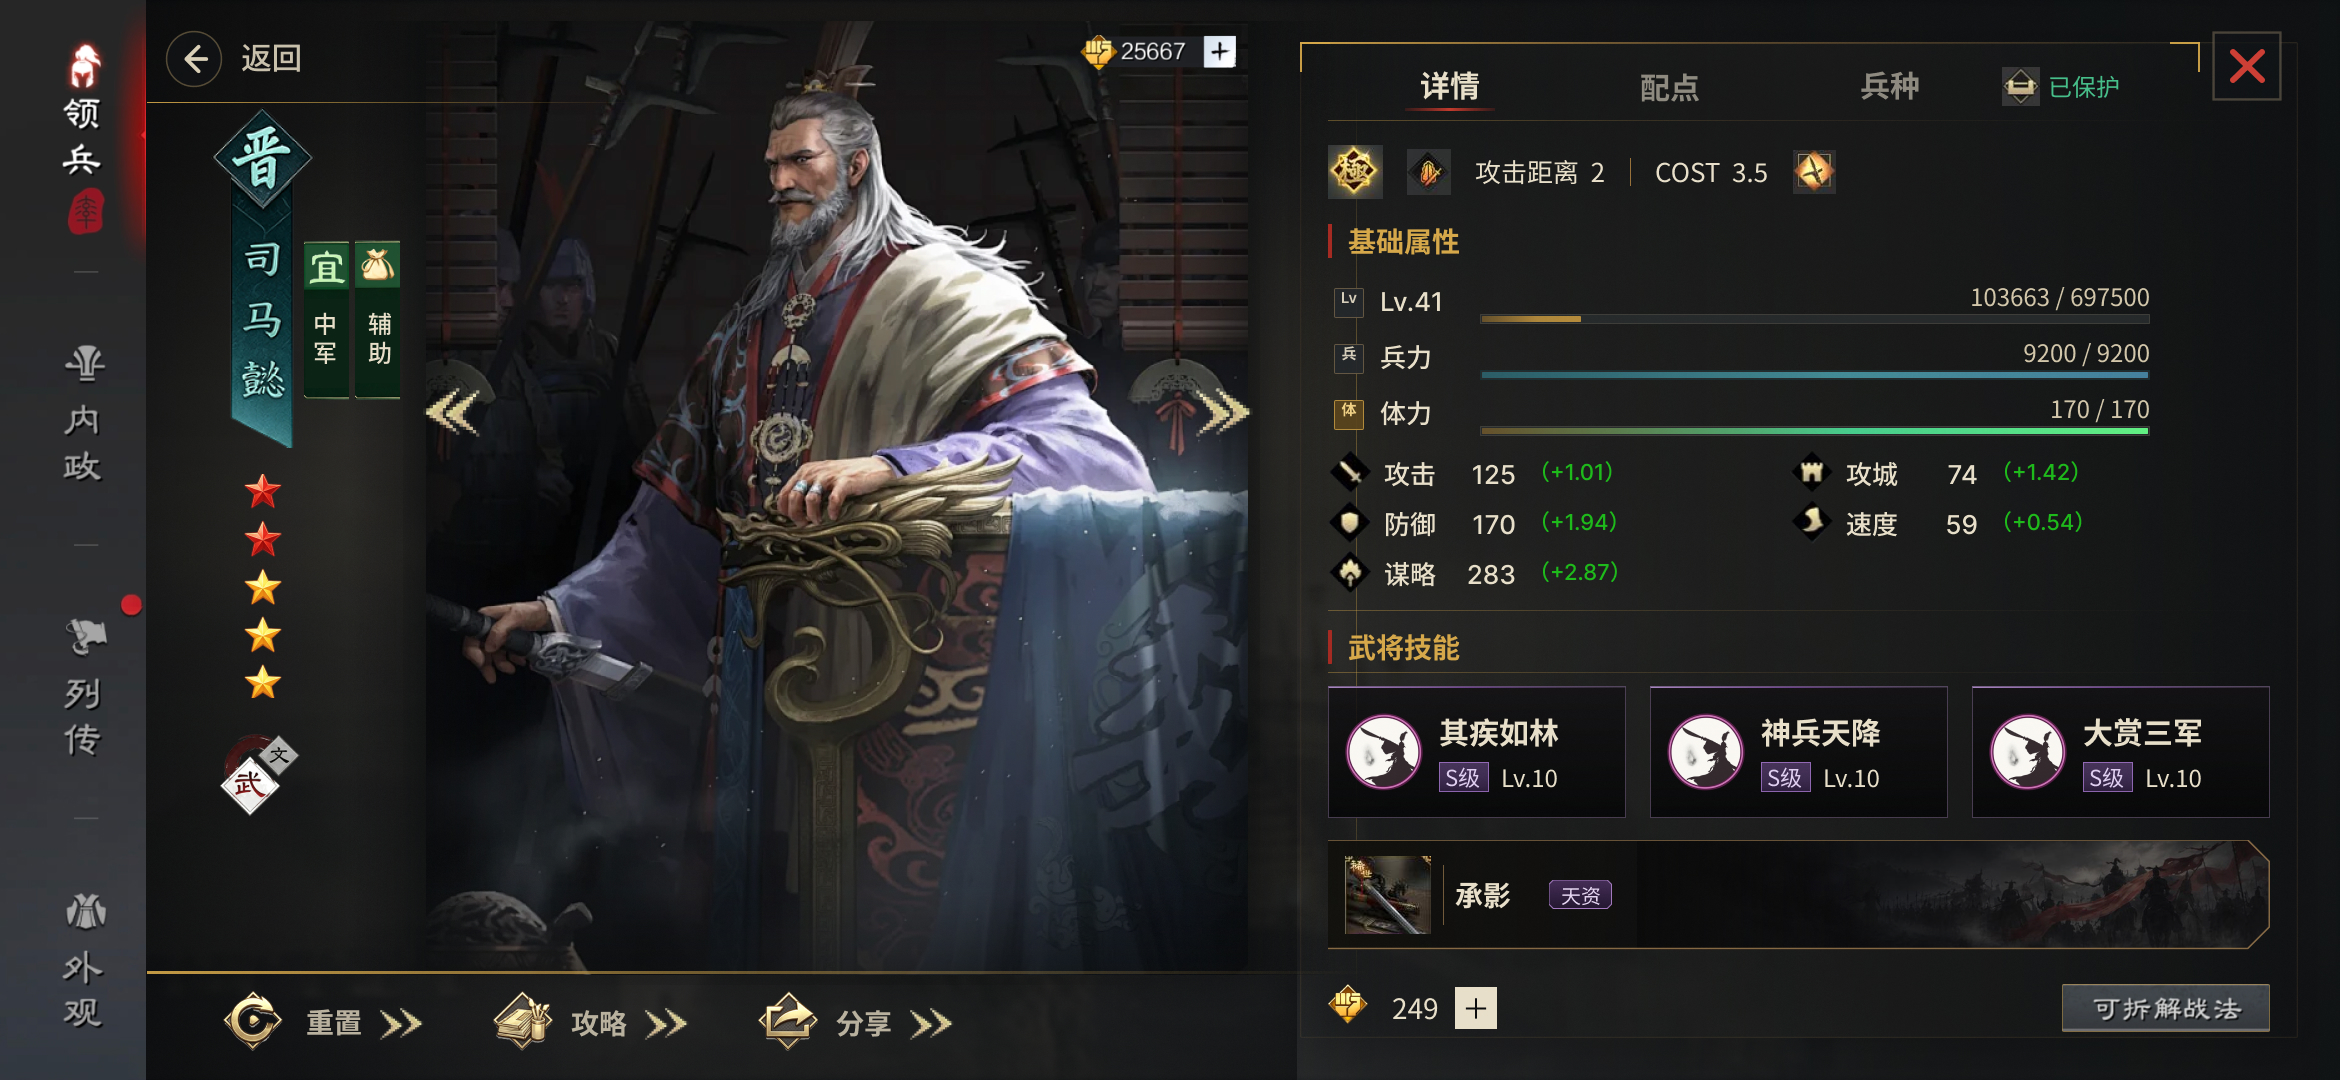 领兵
内政
列传
外观
返回
25667
晋
司马懿
宜
中军
辅助
文
武
重置
攻略
分享
详情
配点
兵种
已保护
極
攻击距离 2
COST 3.5
基础属性
Lv Lv.41 103663 / 697500
兵 兵力 9200 / 9200
体 体力 170 / 170
攻击 125 (+1.01) 攻城 74 (+1.42)
防御 170 (+1.94) 速度 59 (+0.54)
谋略 283 (+2.87)
武将技能
其疾如林
S级 Lv.10
神兵天降
S级 Lv.10
大赏三军
S级 Lv.10
承影 天资
249
可拆解战法